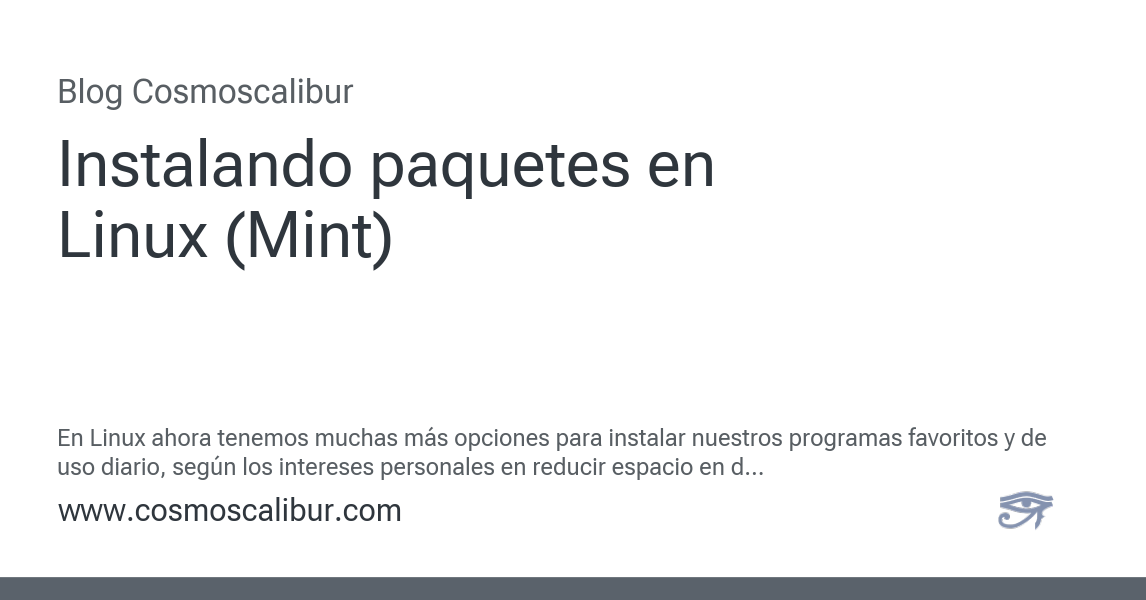 Blog Cosmoscalibur
Instalando paquetes en
Linux (Mint)
En Linux ahora tenemos muchas más opciones para instalar nuestros programas favoritos y de
uso diario, según los intereses personales en reducir espacio en d...
www.cosmoscalibur.com